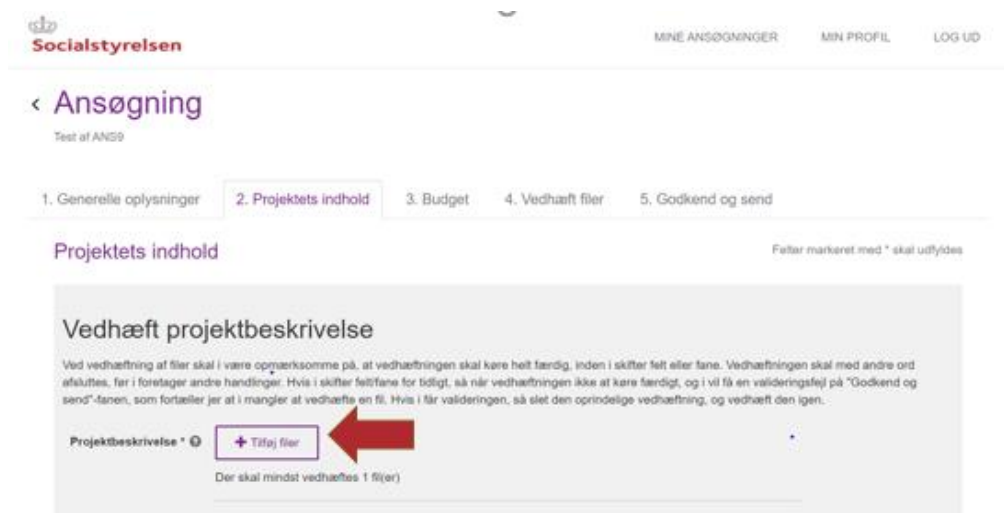 Socialstyrelsen
MINE ANSØGNINGER MIN PROFIL LOG UD
< Ansøgning
Test af ANS9
1. Generelle oplysninger 2. Projektets indhold 3. Budget 4. Vedhæft filer 5. Godkend og send
Projektets indhold Felter markeret med * skal udfyldes
Vedhæft projektbeskrivelse
Ved vedhæftning af filer skal i være opmærksomme på, at vedhæftningen skal køre helt færdig, inden i skifter felt eller fane. Vedhæftningen skal med andre ord
afsluttes, før i foretager andre handlinger. Hvis i skifter felt/fane for tidligt, så når vedhæftningen ikke at køre færdigt, og i vil få en valideringsfejl på "Godkend og
send"-fanen, som fortæller jer at i mangler at vedhæfte en fil. Hvis i får valideringen, så slet den oprindelige vedhæftning, og vedhæft den igen.
Projektbeskrivelse * + Tilføj filer
Der skal mindst vedhæftes 1 fil(er)